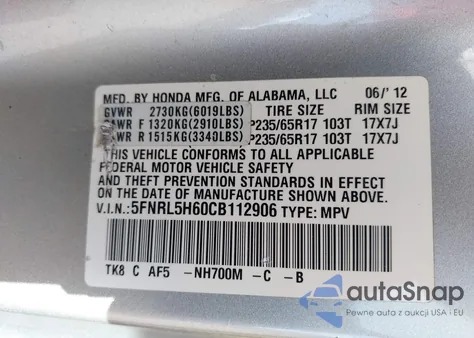 MFD. BY HONDA MFG. OF ALABAMA, LLC 06/'12
GVWR 2730KG(6019LBS) TIRE SIZE RIM SIZE
GAWR F 1320KG(2910LBS) P235/65R17 103T 17X7J
GAWR R 1515KG(3340LBS) P235/65R17 103T 17X7J
THIS VEHICLE CONFORMS TO ALL APPLICABLE
FEDERAL MOTOR VEHICLE SAFETY
AND THEFT PREVENTION STANDARDS IN EFFECT
ON THE DATE OF MANUFACTURE SHOWN ABOVE.
V.I.N.: 5FNRL5H60CB112906 TYPE: MPV
TK8 C AF5 -NH700M -C -B
autoSnap
Pewne auta z aukcji USA i EU